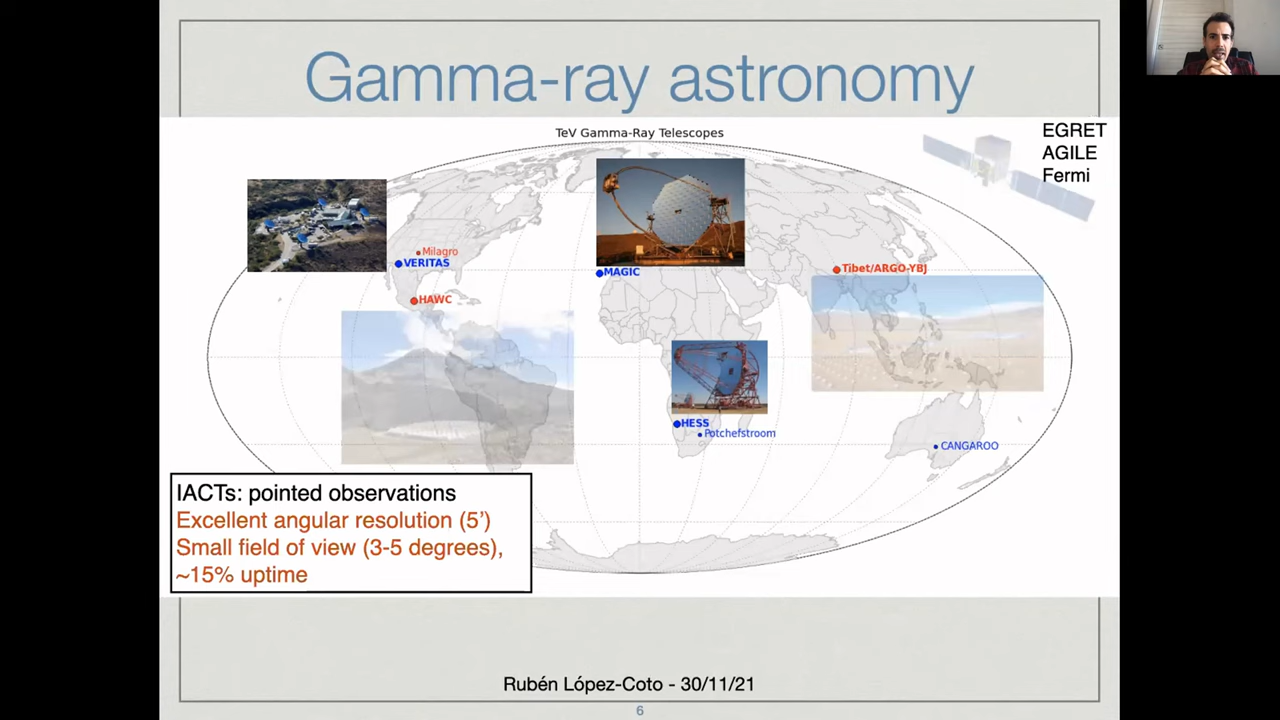 Gamma-ray astronomy
TeV Gamma-Ray Telescopes
EGRET
AGILE
Fermi
Milagro
VERITAS
MAGIC
Tibet/ARGO-YBJ
HAWC
HESS
Potchefstroom
CANGAROO
IACTs: pointed observations
Excellent angular resolution (5’)
Small field of view (3-5 degrees),
~15% uptime
Rubén López-Coto - 30/11/21
6